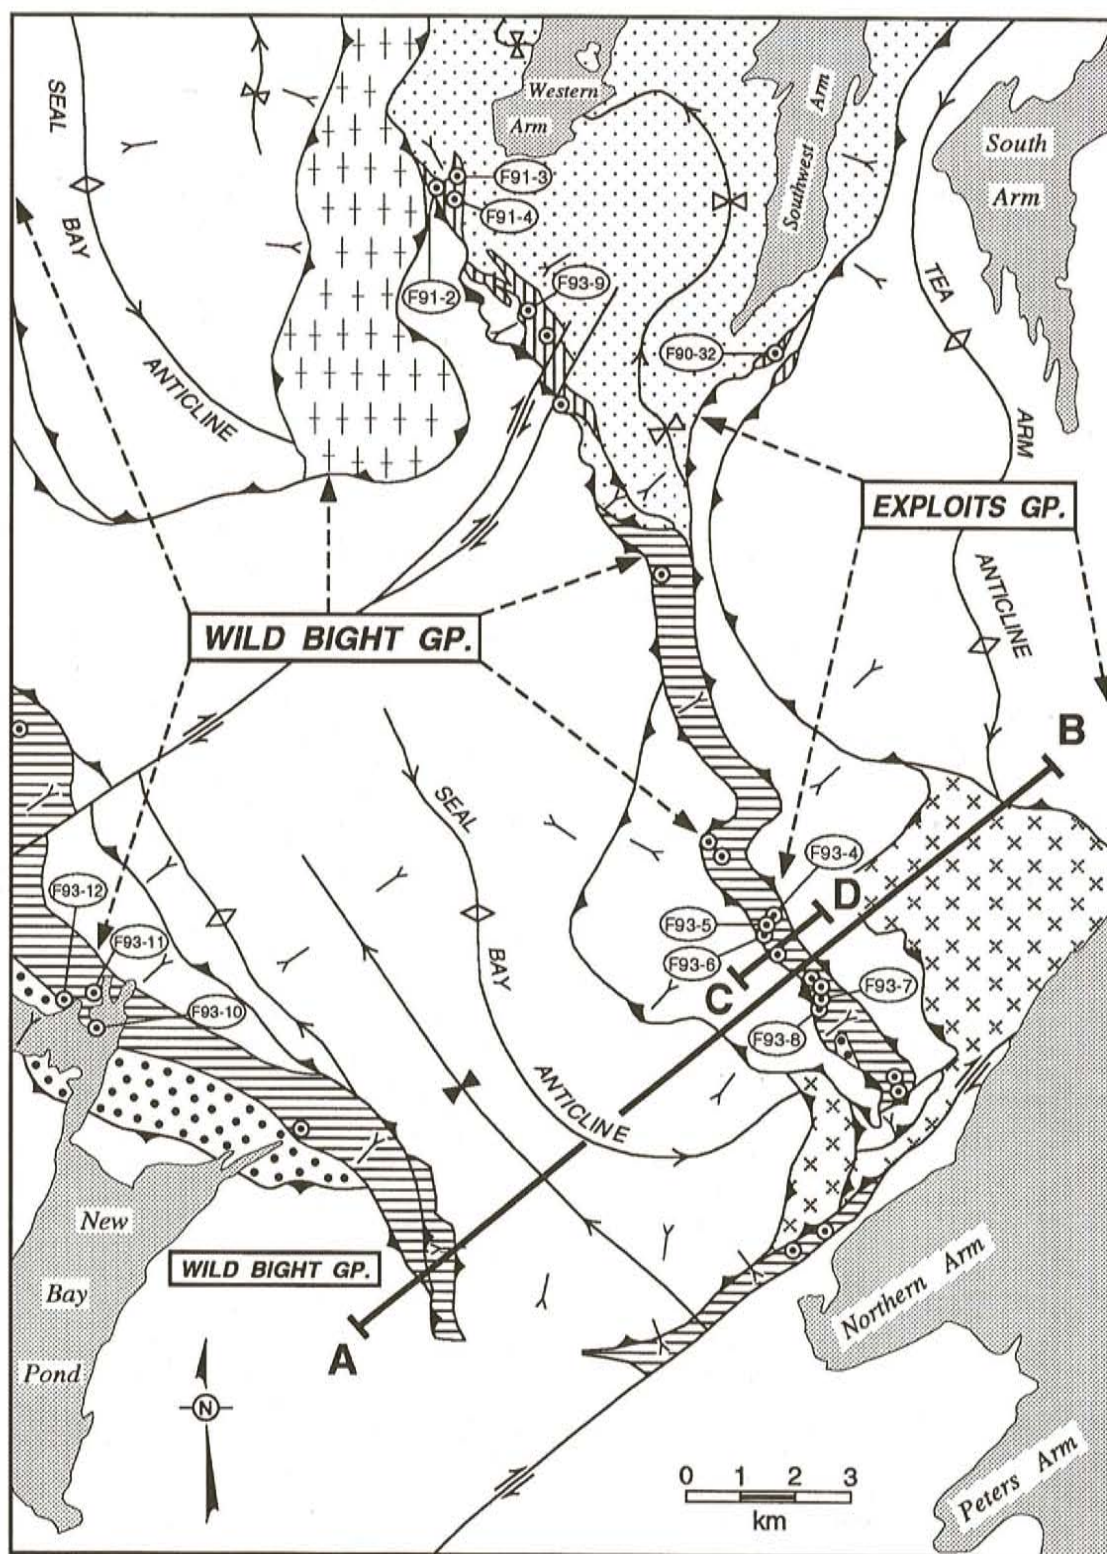 Western
Arm
Southwest Arm
South
Arm
SEAL
BAY
ANTICLINE
F91-3
F91-4
F91-2
F93-9
F90-32
TEA
ARM
ANTICLINE
EXPLOITS GP.
WILD BIGHT GP.
B
SEAL
BAY
ANTICLINE
F93-4
D
F93-5
F93-6
C
F93-7
F93-8
F93-12
F93-11
F93-10
New
Bay
Pond
WILD BIGHT GP.
A
N
Northern Arm
Peters Arm
0 1 2 3
km